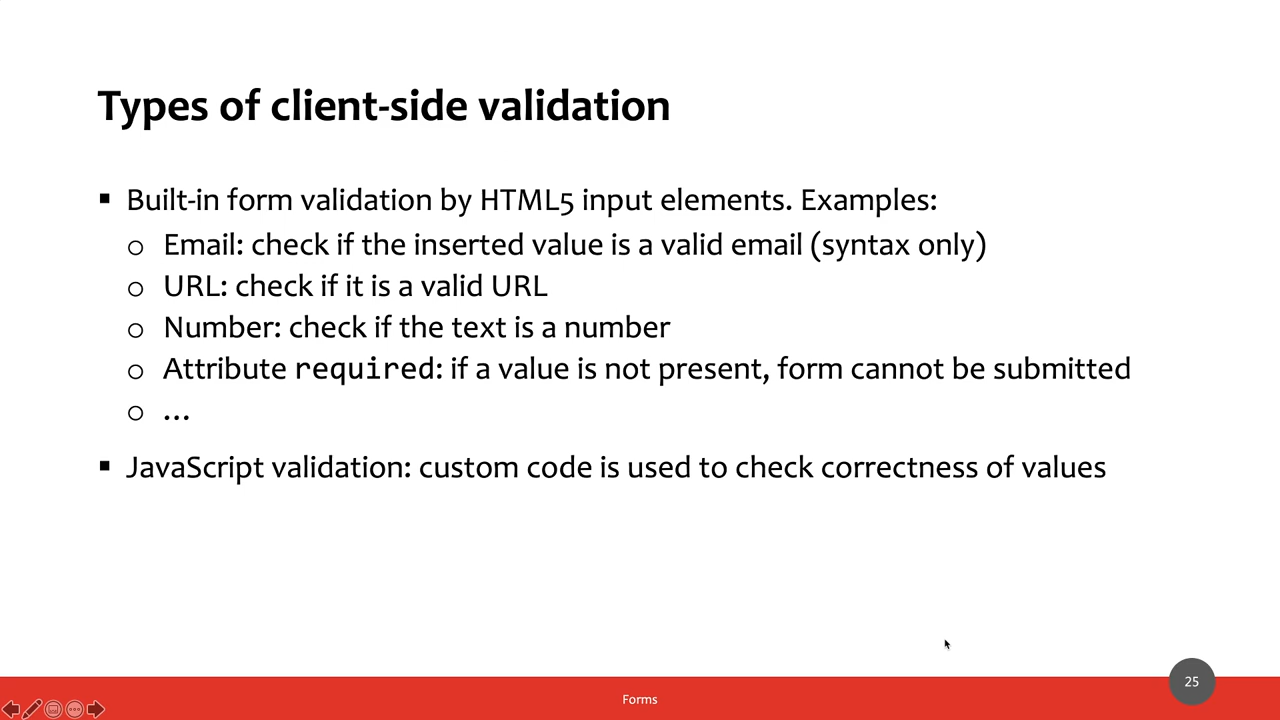 Types of client-side validation
▪ Built-in form validation by HTML5 input elements. Examples:
o Email: check if the inserted value is a valid email (syntax only)
o URL: check if it is a valid URL
o Number: check if the text is a number
o Attribute required: if a value is not present, form cannot be submitted
o …
▪ JavaScript validation: custom code is used to check correctness of values
25
Forms